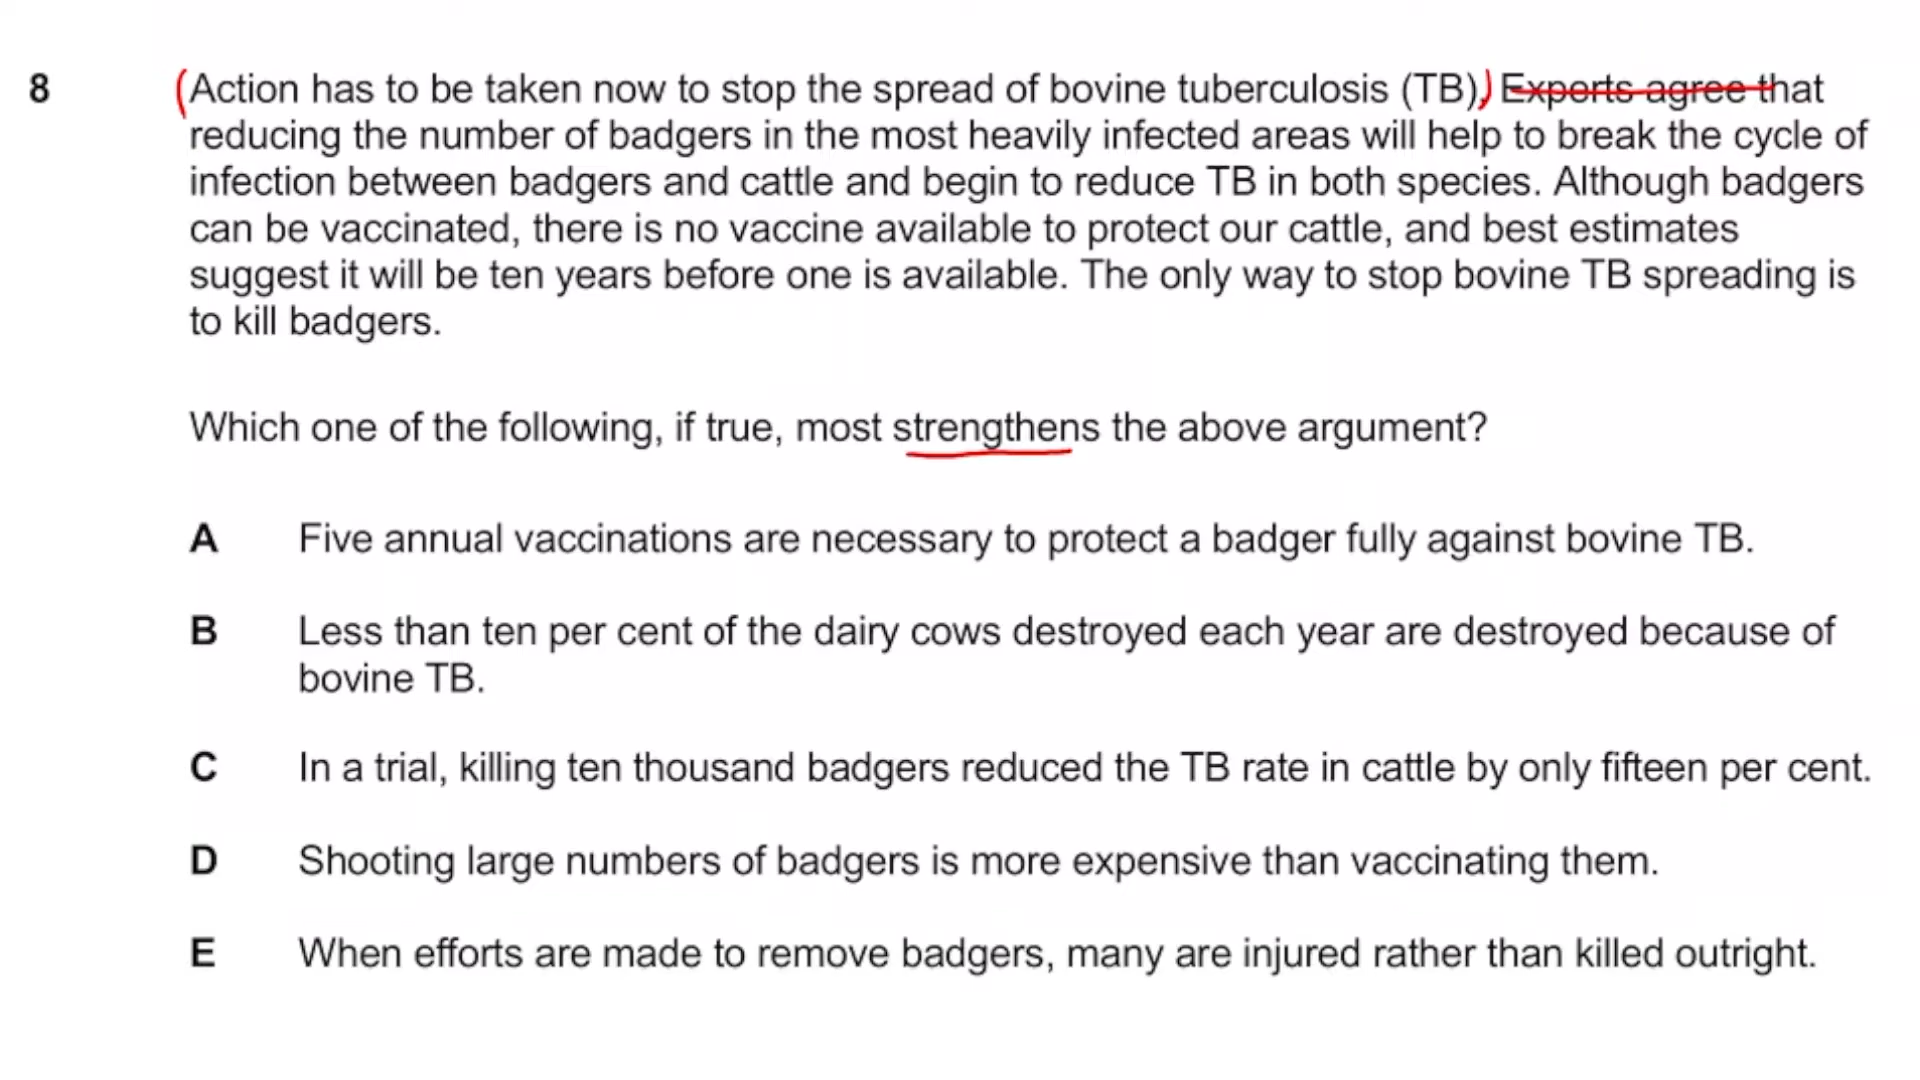 8 Action has to be taken now to stop the spread of bovine tuberculosis (TB). Experts agree that
reducing the number of badgers in the most heavily infected areas will help to break the cycle of
infection between badgers and cattle and begin to reduce TB in both species. Although badgers
can be vaccinated, there is no vaccine available to protect our cattle, and best estimates
suggest it will be ten years before one is available. The only way to stop bovine TB spreading is
to kill badgers.
Which one of the following, if true, most strengthens the above argument?
A Five annual vaccinations are necessary to protect a badger fully against bovine TB.
B Less than ten per cent of the dairy cows destroyed each year are destroyed because of
bovine TB.
C In a trial, killing ten thousand badgers reduced the TB rate in cattle by only fifteen per cent.
D Shooting large numbers of badgers is more expensive than vaccinating them.
E When efforts are made to remove badgers, many are injured rather than killed outright.